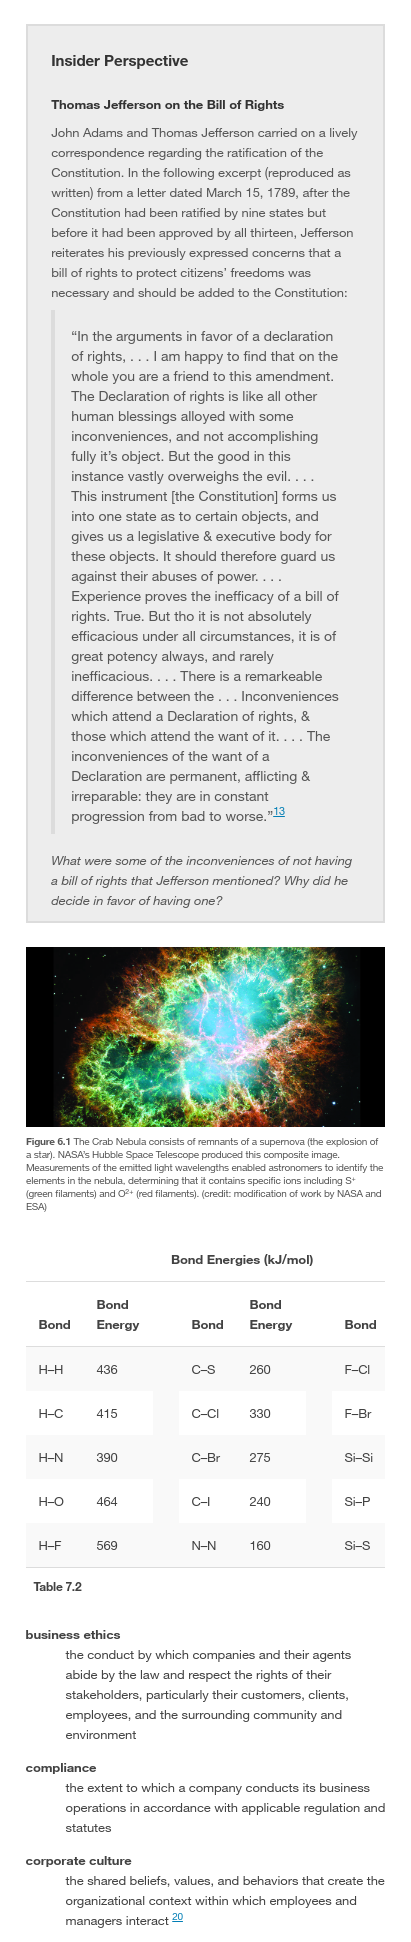 Insider Perspective
Thomas Jefferson on the Bill of Rights
John Adams and Thomas Jefferson carried on a lively
correspondence regarding the ratification of the
Constitution. In the following excerpt (reproduced as
written) from a letter dated March 15, 1789, after the
Constitution had been ratified by nine states but
before it had been approved by all thirteen, Jefferson
reiterates his previously expressed concerns that a
bill of rights to protect citizens’ freedoms was
necessary and should be added to the Constitution:
“In the arguments in favor of a declaration
of rights, . . . I am happy to find that on the
whole you are a friend to this amendment.
The Declaration of rights is like all other
human blessings alloyed with some
inconveniences, and not accomplishing
fully it’s object. But the good in this
instance vastly overweighs the evil. . . .
This instrument [the Constitution] forms us
into one state as to certain objects, and
gives us a legislative & executive body for
these objects. It should therefore guard us
against their abuses of power. . . .
Experience proves the inefficacy of a bill of
rights. True. But tho it is not absolutely
efficacious under all circumstances, it is of
great potency always, and rarely
inefficacious. . . . There is a remarkeable
difference between the . . . Inconveniences
which attend a Declaration of rights, &
those which attend the want of it. . . . The
inconveniences of the want of a
Declaration are permanent, afflicting &
irreparable: they are in constant
progression from bad to worse.”13
What were some of the inconveniences of not having
a bill of rights that Jefferson mentioned? Why did he
decide in favor of having one?
Figure 6.1 The Crab Nebula consists of remnants of a supernova (the explosion of
a star). NASA’s Hubble Space Telescope produced this composite image.
Measurements of the emitted light wavelengths enabled astronomers to identify the
elements in the nebula, determining that it contains specific ions including S⁺
(green filaments) and O²⁺ (red filaments). (credit: modification of work by NASA and
ESA)
Bond Energies (kJ/mol)
Bond Bond Energy Bond Bond Energy Bond
H–H 436 C–S 260 F–Cl
H–C 415 C–Cl 330 F–Br
H–N 390 C–Br 275 Si–Si
H–O 464 C–I 240 Si–P
H–F 569 N–N 160 Si–S
Table 7.2
business ethics
the conduct by which companies and their agents
abide by the law and respect the rights of their
stakeholders, particularly their customers, clients,
employees, and the surrounding community and
environment
compliance
the extent to which a company conducts its business
operations in accordance with applicable regulation and
statutes
corporate culture
the shared beliefs, values, and behaviors that create the
organizational context within which employees and
managers interact 20